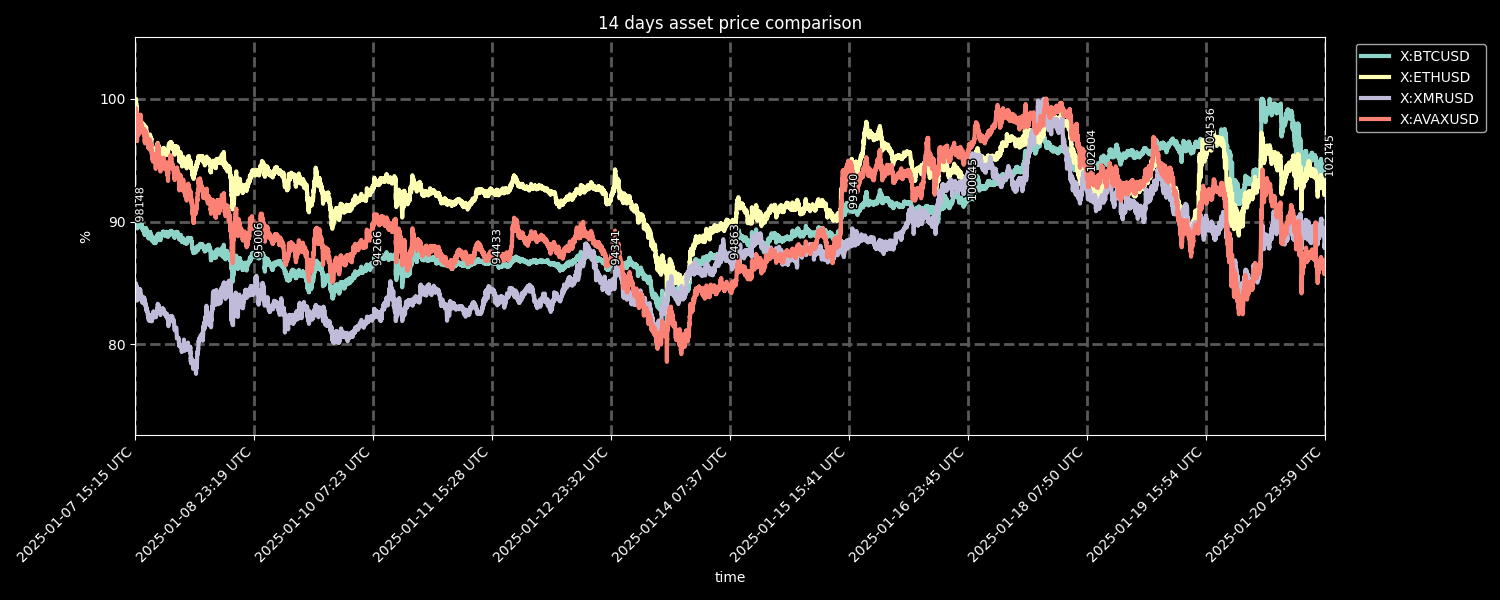 14 days asset price comparison
X:BTCUSD
X:ETHUSD
X:XMRUSD
X:AVAXUSD
100
90
80
%
98148
95006
94266
94433
94341
94863
99340
100045
102604
104536
102145
2025-01-07 15:15 UTC
2025-01-08 23:19 UTC
2025-01-10 07:23 UTC
2025-01-11 15:28 UTC
2025-01-12 23:32 UTC
2025-01-14 07:37 UTC
2025-01-15 15:41 UTC
2025-01-16 23:45 UTC
2025-01-18 07:50 UTC
2025-01-19 15:54 UTC
2025-01-20 23:59 UTC
time